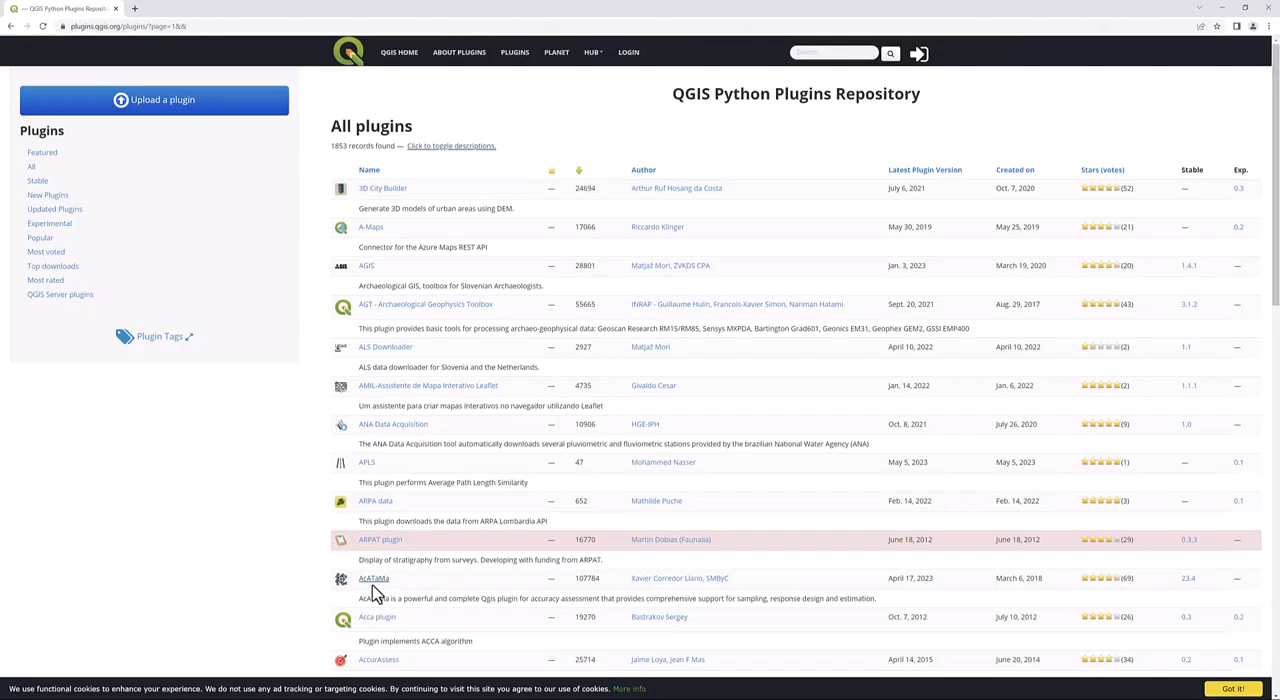 — QGIS Python Plugins Reposit
plugins.qgis.org/plugins/?page=1&&
QGIS HOME ABOUT PLUGINS PLUGINS PLANET HUB LOGIN Search
Upload a plugin
Plugins
Featured
All
Stable
New Plugins
Updated Plugins
Experimental
Popular
Most voted
Top downloads
Most rated
QGIS Server plugins
Plugin Tags
QGIS Python Plugins Repository
All plugins
1853 records found — Click to toggle descriptions.
Name Author Latest Plugin Version Created on Stars (votes) Stable Exp.
3D City Builder — 24694 Arthur Ruf Hosang da Costa July 6, 2021 Oct. 7, 2020 (52) — 0.3
Generate 3D models of urban areas using DEM.
A-Maps — 17066 Riccardo Klinger May 30, 2019 May 25, 2019 (21) — 0.2
Connector for the Azure Maps REST API
AGIS — 28801 Matjaž Mori, ZVKDS CPA Jan. 3, 2023 March 19, 2020 (20) 1.4.1 —
Archaeological GIS, toolbox for Slovenian Archaeologists.
AGT - Archaeological Geophysics Toolbox — 55665 INRAP - Guillaume Hulin, Francois-Xavier Simon, Nariman Hatami Sept. 20, 2021 Aug. 29, 2017 (43) 3.1.2 —
This plugin provides basic tools for processing archaeo-geophysical data: Geoscan Research RM15/RM85, Sensys MXPDA, Bartington Grad601, Geonics EM31, Geophex GEM2, GSSI EMP400
ALS Downloader — 2927 Matjaž Mori April 10, 2022 April 10, 2022 (2) 1.1 —
ALS data downloader for Slovenia and the Netherlands.
AMIL-Assistente de Mapa Interativo Leaflet — 4735 Givaldo Cesar Jan. 14, 2022 Jan. 6, 2022 (2) 1.1.1 —
Um assistente para criar mapas interativos no navegador utilizando Leaflet
ANA Data Acquisition — 10906 HGE-IPH Oct. 8, 2021 July 26, 2020 (9) 1.0 —
The ANA Data Acquisition tool automatically downloads several pluviometric and fluviometric stations provided by the brazilian National Water Agency (ANA)
APLS — 47 Mohammed Nasser May 5, 2023 May 5, 2023 (1) — 0.1
This plugin performs Average Path Length Similarity
ARPA data — 652 Mathilde Puche Feb. 14, 2022 Feb. 14, 2022 (3) — 0.1
This plugin downloads the data from ARPA Lombardia API
ARPAT plugin — 16770 Martin Dobias (Faunalia) June 18, 2012 June 18, 2012 (29) 0.3.3 —
Display of stratigraphy from surveys. Developing with funding from ARPAT.
AcATaMa — 107784 Xavier Corredor Llano, SMByC April 17, 2023 March 6, 2018 (69) 23.4 —
is a powerful and complete Qgis plugin for accuracy assessment that provides comprehensive support for sampling, response design and estimation.
Acca plugin — 19270 Bastrakov Sergey Oct. 7, 2012 July 10, 2012 (26) 0.3 0.2
Plugin implements ACCA algorithm
AccurAssess — 25714 Jaime Loya, Jean F Mas April 14, 2015 June 20, 2014 (34) 0.2 0.1
We use functional cookies to enhance your experience. We do not use any ad tracking or targeting cookies. By continuing to visit this site you agree to our use of cookies. More info Got it!